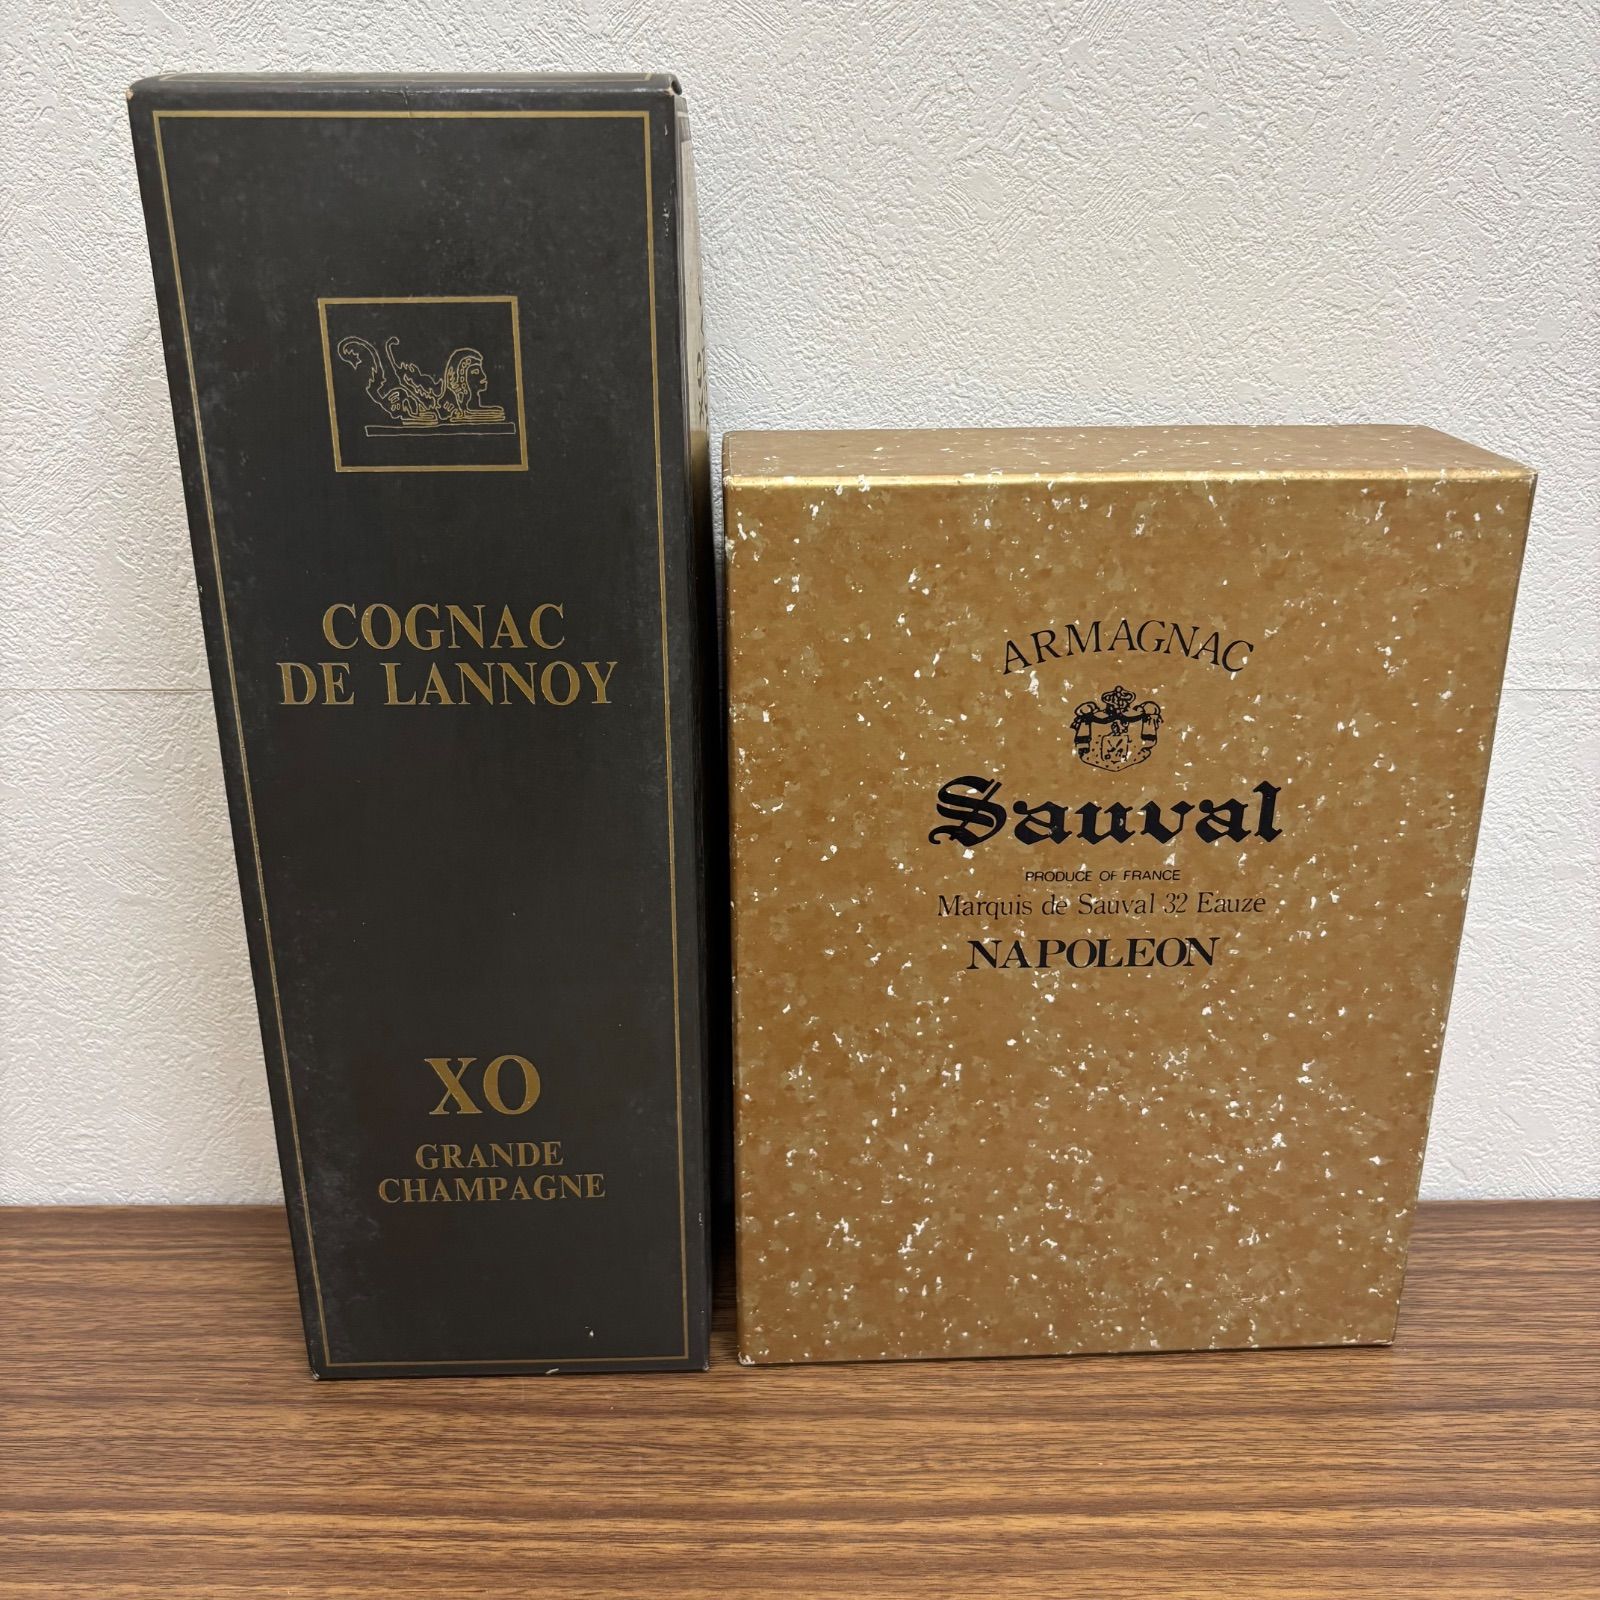 COGNAC
DE LANNOY
XO
GRANDE
CHAMPAGNE
ARMAGNAC
Sauval
PRODUCE OF FRANCE
Marquis de Sauval 32 Eauze
NAPOLEON